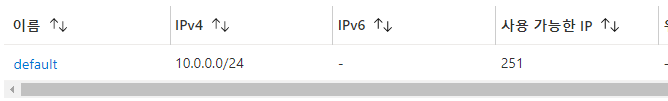 이름 ↑↓ IPv4 ↑↓ IPv6 ↑↓ 사용 가능한 IP ↑↓
default 10.0.0.0/24 - 251 -